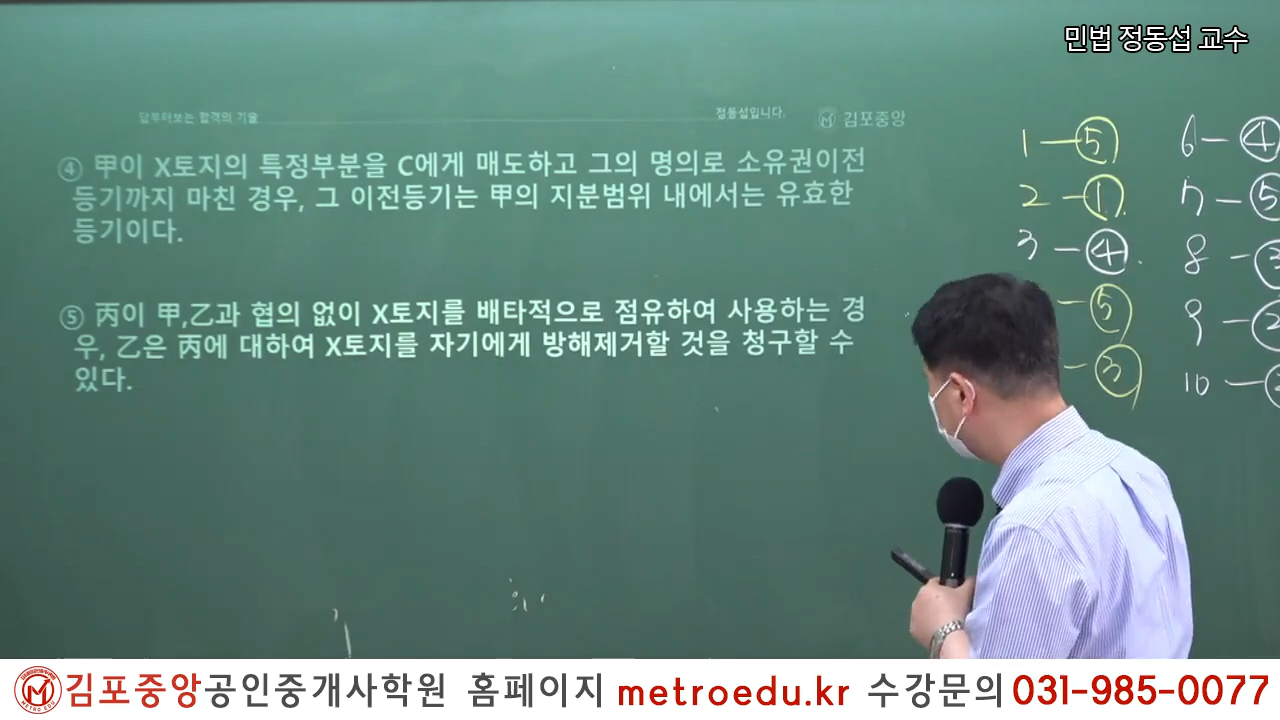 민법 정동섭 교수
답부터보는 합격의 기술
정동섭입니다.
김포중앙
④ 甲이 X토지의 특정부분을 C에게 매도하고 그의 명의로 소유권이전
등기까지 마친 경우, 그 이전등기는 甲의 지분범위 내에서는 유효한
등기이다.
⑤ 丙이 甲,乙과 협의 없이 X토지를 배타적으로 점유하여 사용하는 경
우, 乙은 丙에 대하여 X토지를 자기에게 방해제거할 것을 청구할 수
있다.
1 — ⑤
2 — ①
3 — ④
— ⑤
— ③
6 — ④
7 — ⑤
8 — ③
9 — ②
10 —
김포중앙공인중개사학원 홈페이지 metroedu.kr 수강문의 031-985-0077